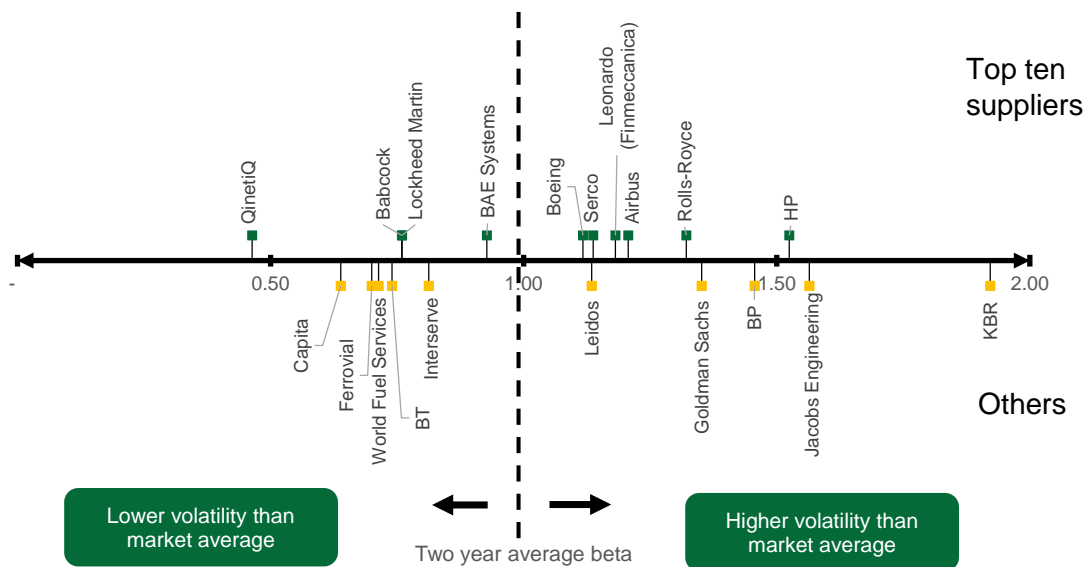 Top ten
suppliers
QinetiQ
Babcock
Lockheed Martin
BAE Systems
Boeing
Serco
Leonardo
(Finmeccanica)
Airbus
Rolls-Royce
HP
-
0.50
1.00
1.50
2.00
Capita
Ferrovial
World Fuel Services
BT
Interserve
Leidos
Goldman Sachs
BP
Jacobs Engineering
KBR
Others
Lower volatility than
market average
Two year average beta
Higher volatility than
market average